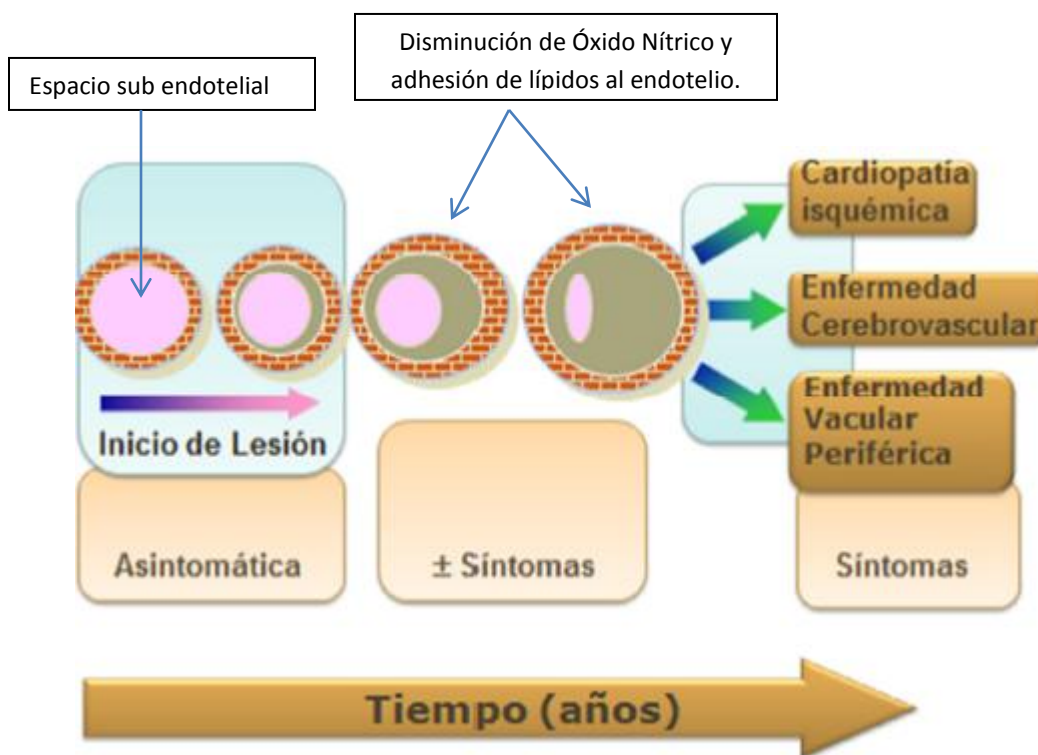 Disminución de Óxido Nítrico y
adhesión de lípidos al endotelio.
Espacio sub endotelial
Cardiopatía
isquémica
Enfermedad
Cerebrovascular
Enfermedad
Vacular
Periférica
Inicio de Lesión
Asintomática
± Síntomas
Síntomas
Tiempo (años)